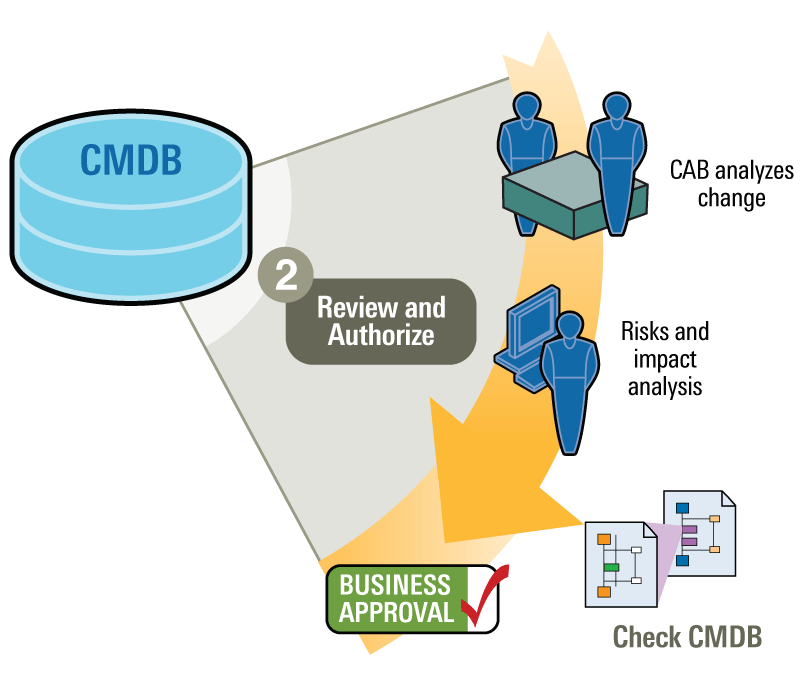 CMDB
CAB analyzes
change
2
Review and
Authorize
Risks and
impact
analysis
BUSINESS
APPROVAL
Check CMDB